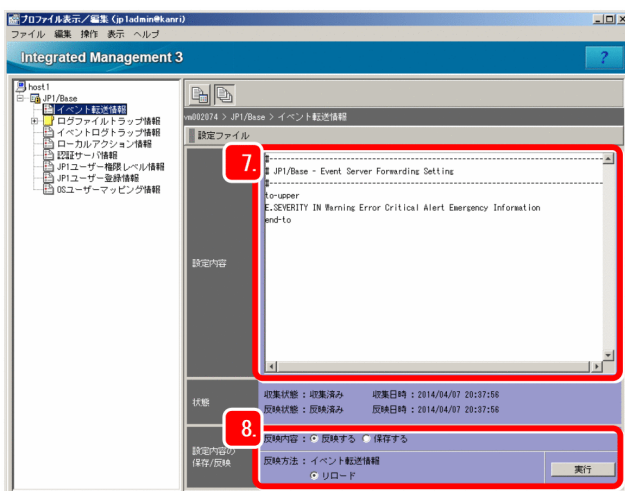 プロファイル表示/編集 (jp1admin@kanri)
ファイル 編集 操作 表示 ヘルプ
Integrated Management 3
?
host1
JP1/Base
イベント転送情報
ログファイルトラップ情報
イベントログトラップ情報
ローカルアクション情報
認証サーバ情報
JP1ユーザー権限レベル情報
JP1ユーザー登録情報
OSユーザーマッピング情報
vm002074 > JP1/Base > イベント転送情報
設定ファイル
設定内容
7.
#---------------------------------------------------------------
# JP1/Base - Event Server Forwarding Setting
#---------------------------------------------------------------
to-upper
E.SEVERITY IN Warning Error Critical Alert Emergency Information
end-to
状態
収集状態 : 収集済み 収集日時 : 2014/04/07 20:37:56
反映状態 : 反映済み 反映日時 : 2014/04/07 20:37:56
8.
設定内容の
保存/反映
反映内容 : 反映する 保存する
反映方法 : イベント転送情報
リロード
実行